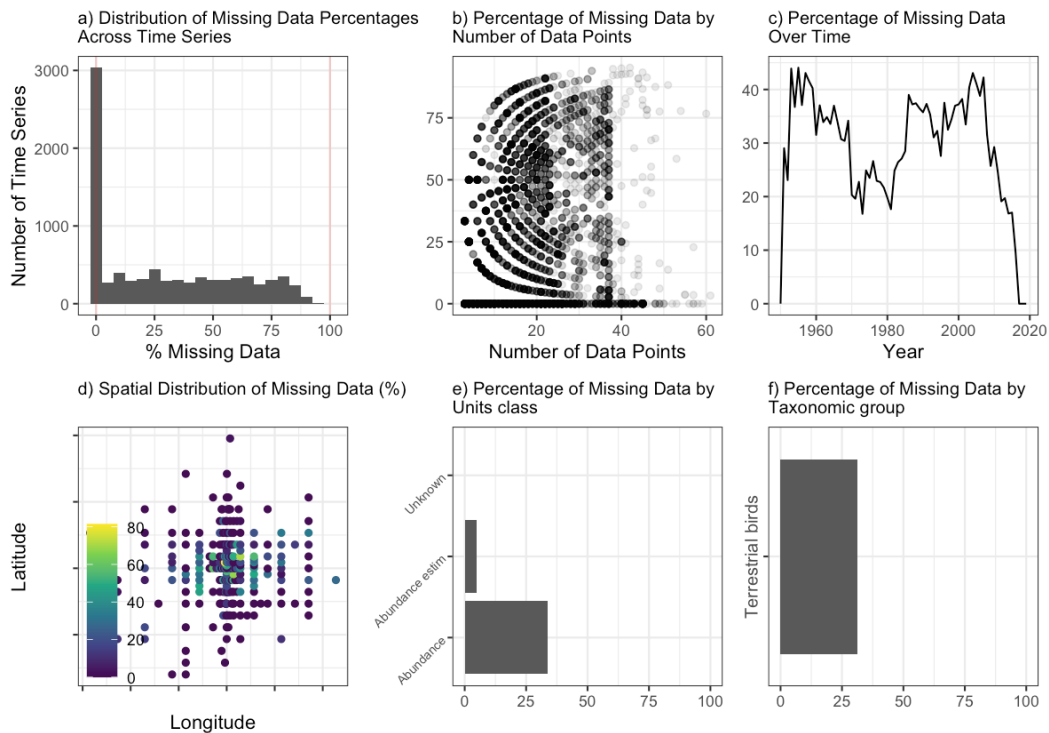 a) Distribution of Missing Data Percentages
Across Time Series
b) Percentage of Missing Data by
Number of Data Points
c) Percentage of Missing Data
Over Time
Number of Time Series
3000
2000
1000
0
0
25
50
75
100
% Missing Data
75
50
25
0
20
40
60
Number of Data Points
40
30
20
10
0
1960
1980
2000
2020
Year
d) Spatial Distribution of Missing Data (%)
e) Percentage of Missing Data by
Units class
f) Percentage of Missing Data by
Taxonomic group
Latitude
80
60
40
20
0
Longitude
Unknown
Abundance estim
Abundance
0
25
50
75
100
Terrestrial birds
0
25
50
75
100